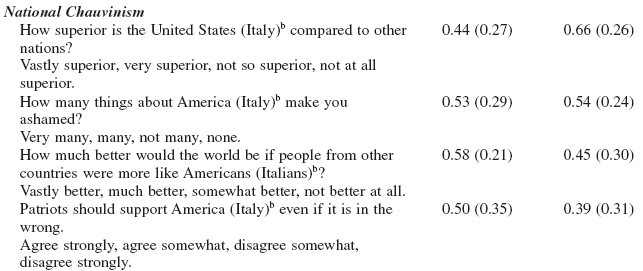 National Chauvinism
How superior is the United States (Italy)ᵇ compared to other 0.44 (0.27) 0.66 (0.26)
nations?
Vastly superior, very superior, not so superior, not at all
superior.
How many things about America (Italy)ᵇ make you 0.53 (0.29) 0.54 (0.24)
ashamed?
Very many, many, not many, none.
How much better would the world be if people from other 0.58 (0.21) 0.45 (0.30)
countries were more like Americans (Italians)ᵇ?
Vastly better, much better, somewhat better, not better at all.
Patriots should support America (Italy)ᵇ even if it is in the 0.50 (0.35) 0.39 (0.31)
wrong.
Agree strongly, agree somewhat, disagree somewhat,
disagree strongly.